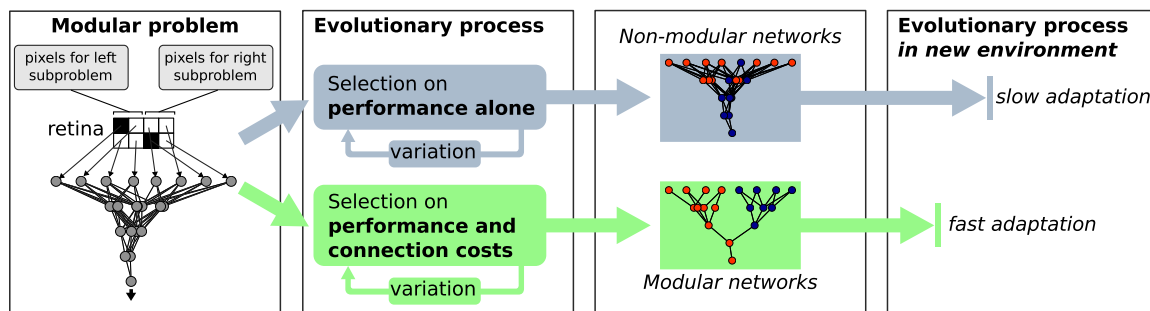 Modular problem
pixels for left
subproblem
pixels for right
subproblem
retina
Evolutionary process
Selection on
performance alone
variation
Selection on
performance and
connection costs
variation
Non-modular networks
Modular networks
Evolutionary process
in new environment
slow adaptation
fast adaptation